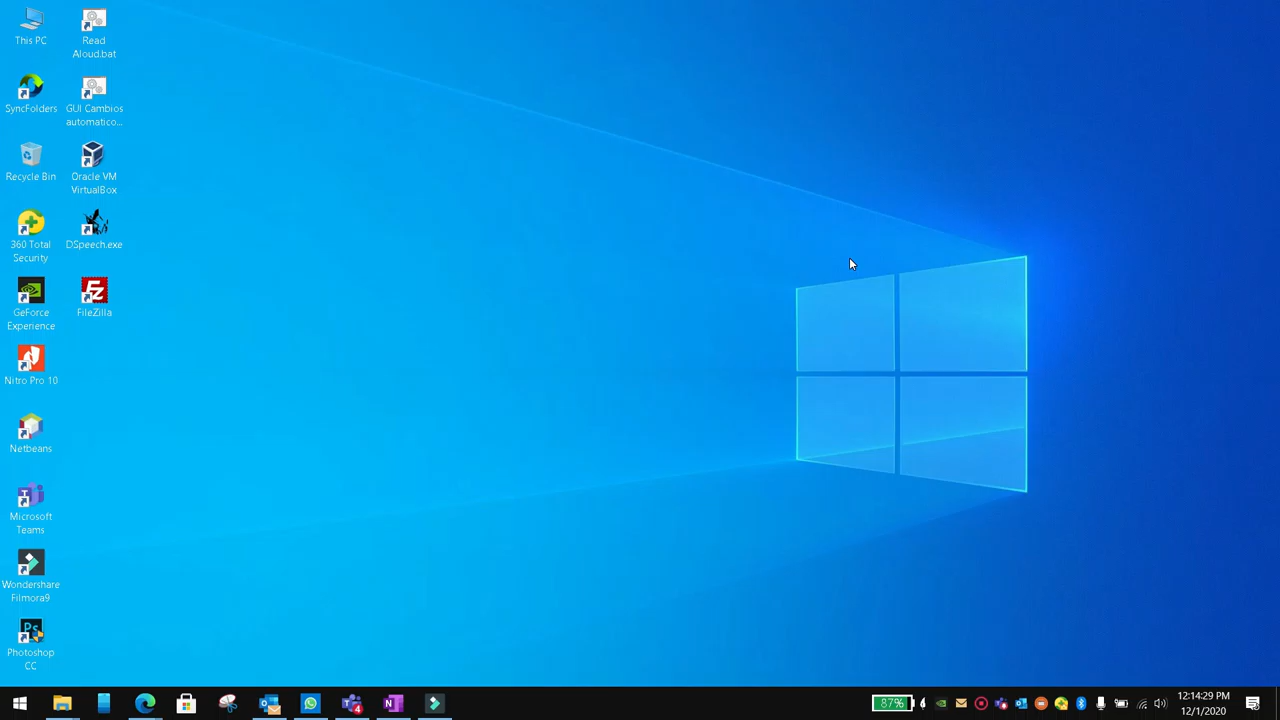 This PC
Read
Aloud.bat
SyncFolders
GUI Cambios
automatico...
Recycle Bin
Oracle VM
VirtualBox
360 Total
Security
DSpeech.exe
GeForce
Experience
FileZilla
Nitro Pro 10
Netbeans
Microsoft
Teams
Wondershare
Filmora9
Ps
Photoshop
CC
4
N
87%
12:14:29 PM
12/1/2020